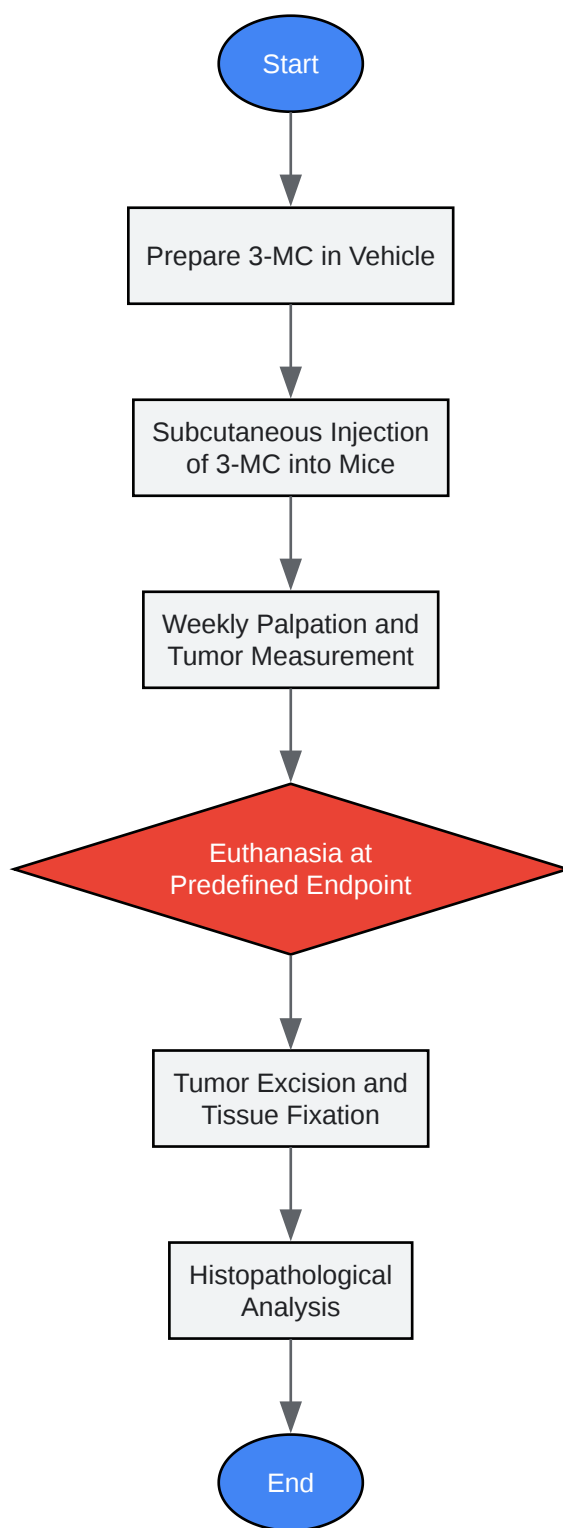 Start
Prepare 3-MC in Vehicle
Subcutaneous Injection
of 3-MC into Mice
Weekly Palpation and
Tumor Measurement
Euthanasia at
Predefined Endpoint
Tumor Excision and
Tissue Fixation
Histopathological
Analysis
End